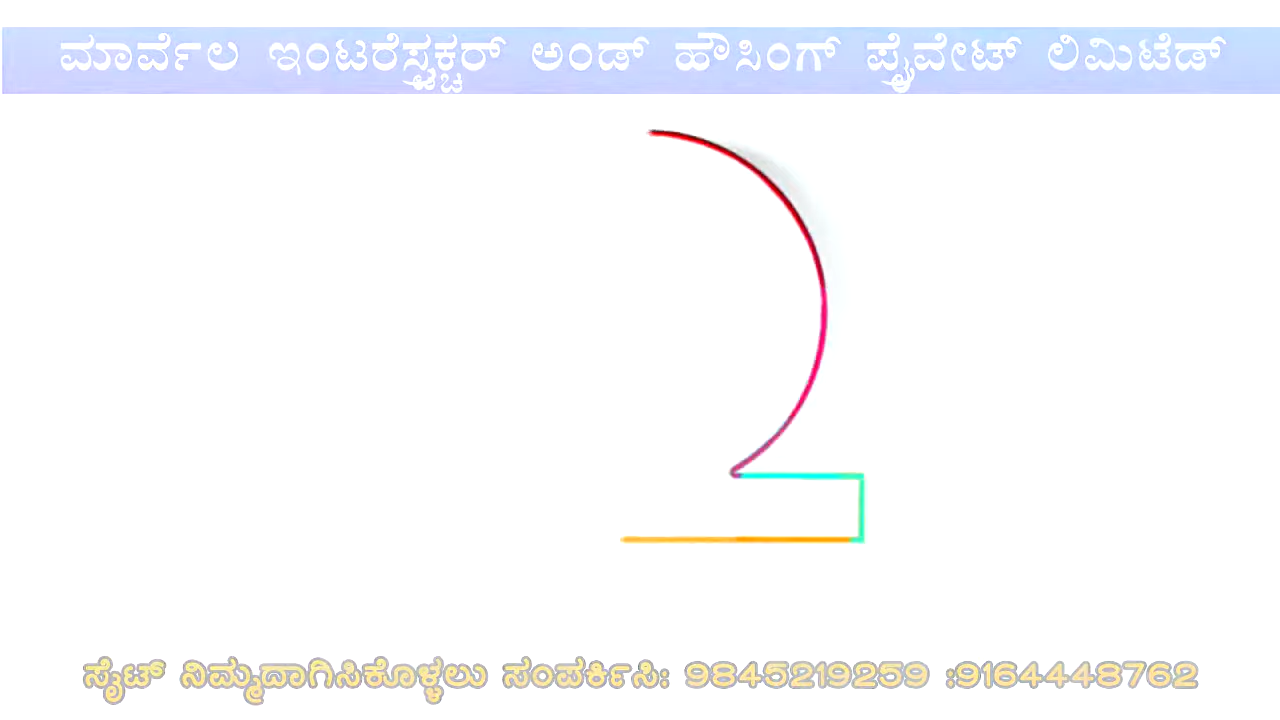 ಮಾರ್ವೆಲ ಇಂಟರೆಸ್ಟ್ರಕ್ಚರ್ ಅಂಡ್ ಹೌಸಿಂಗ್ ಪ್ರೈವೇಟ್ ಲಿಮಿಟೆಡ್
ಸೈಟ್ ನಿಮ್ಮದಾಗಿಸಿಕೊಳ್ಳಲು ಸಂಪರ್ಕಿಸಿ: 9845219259 :9164448762